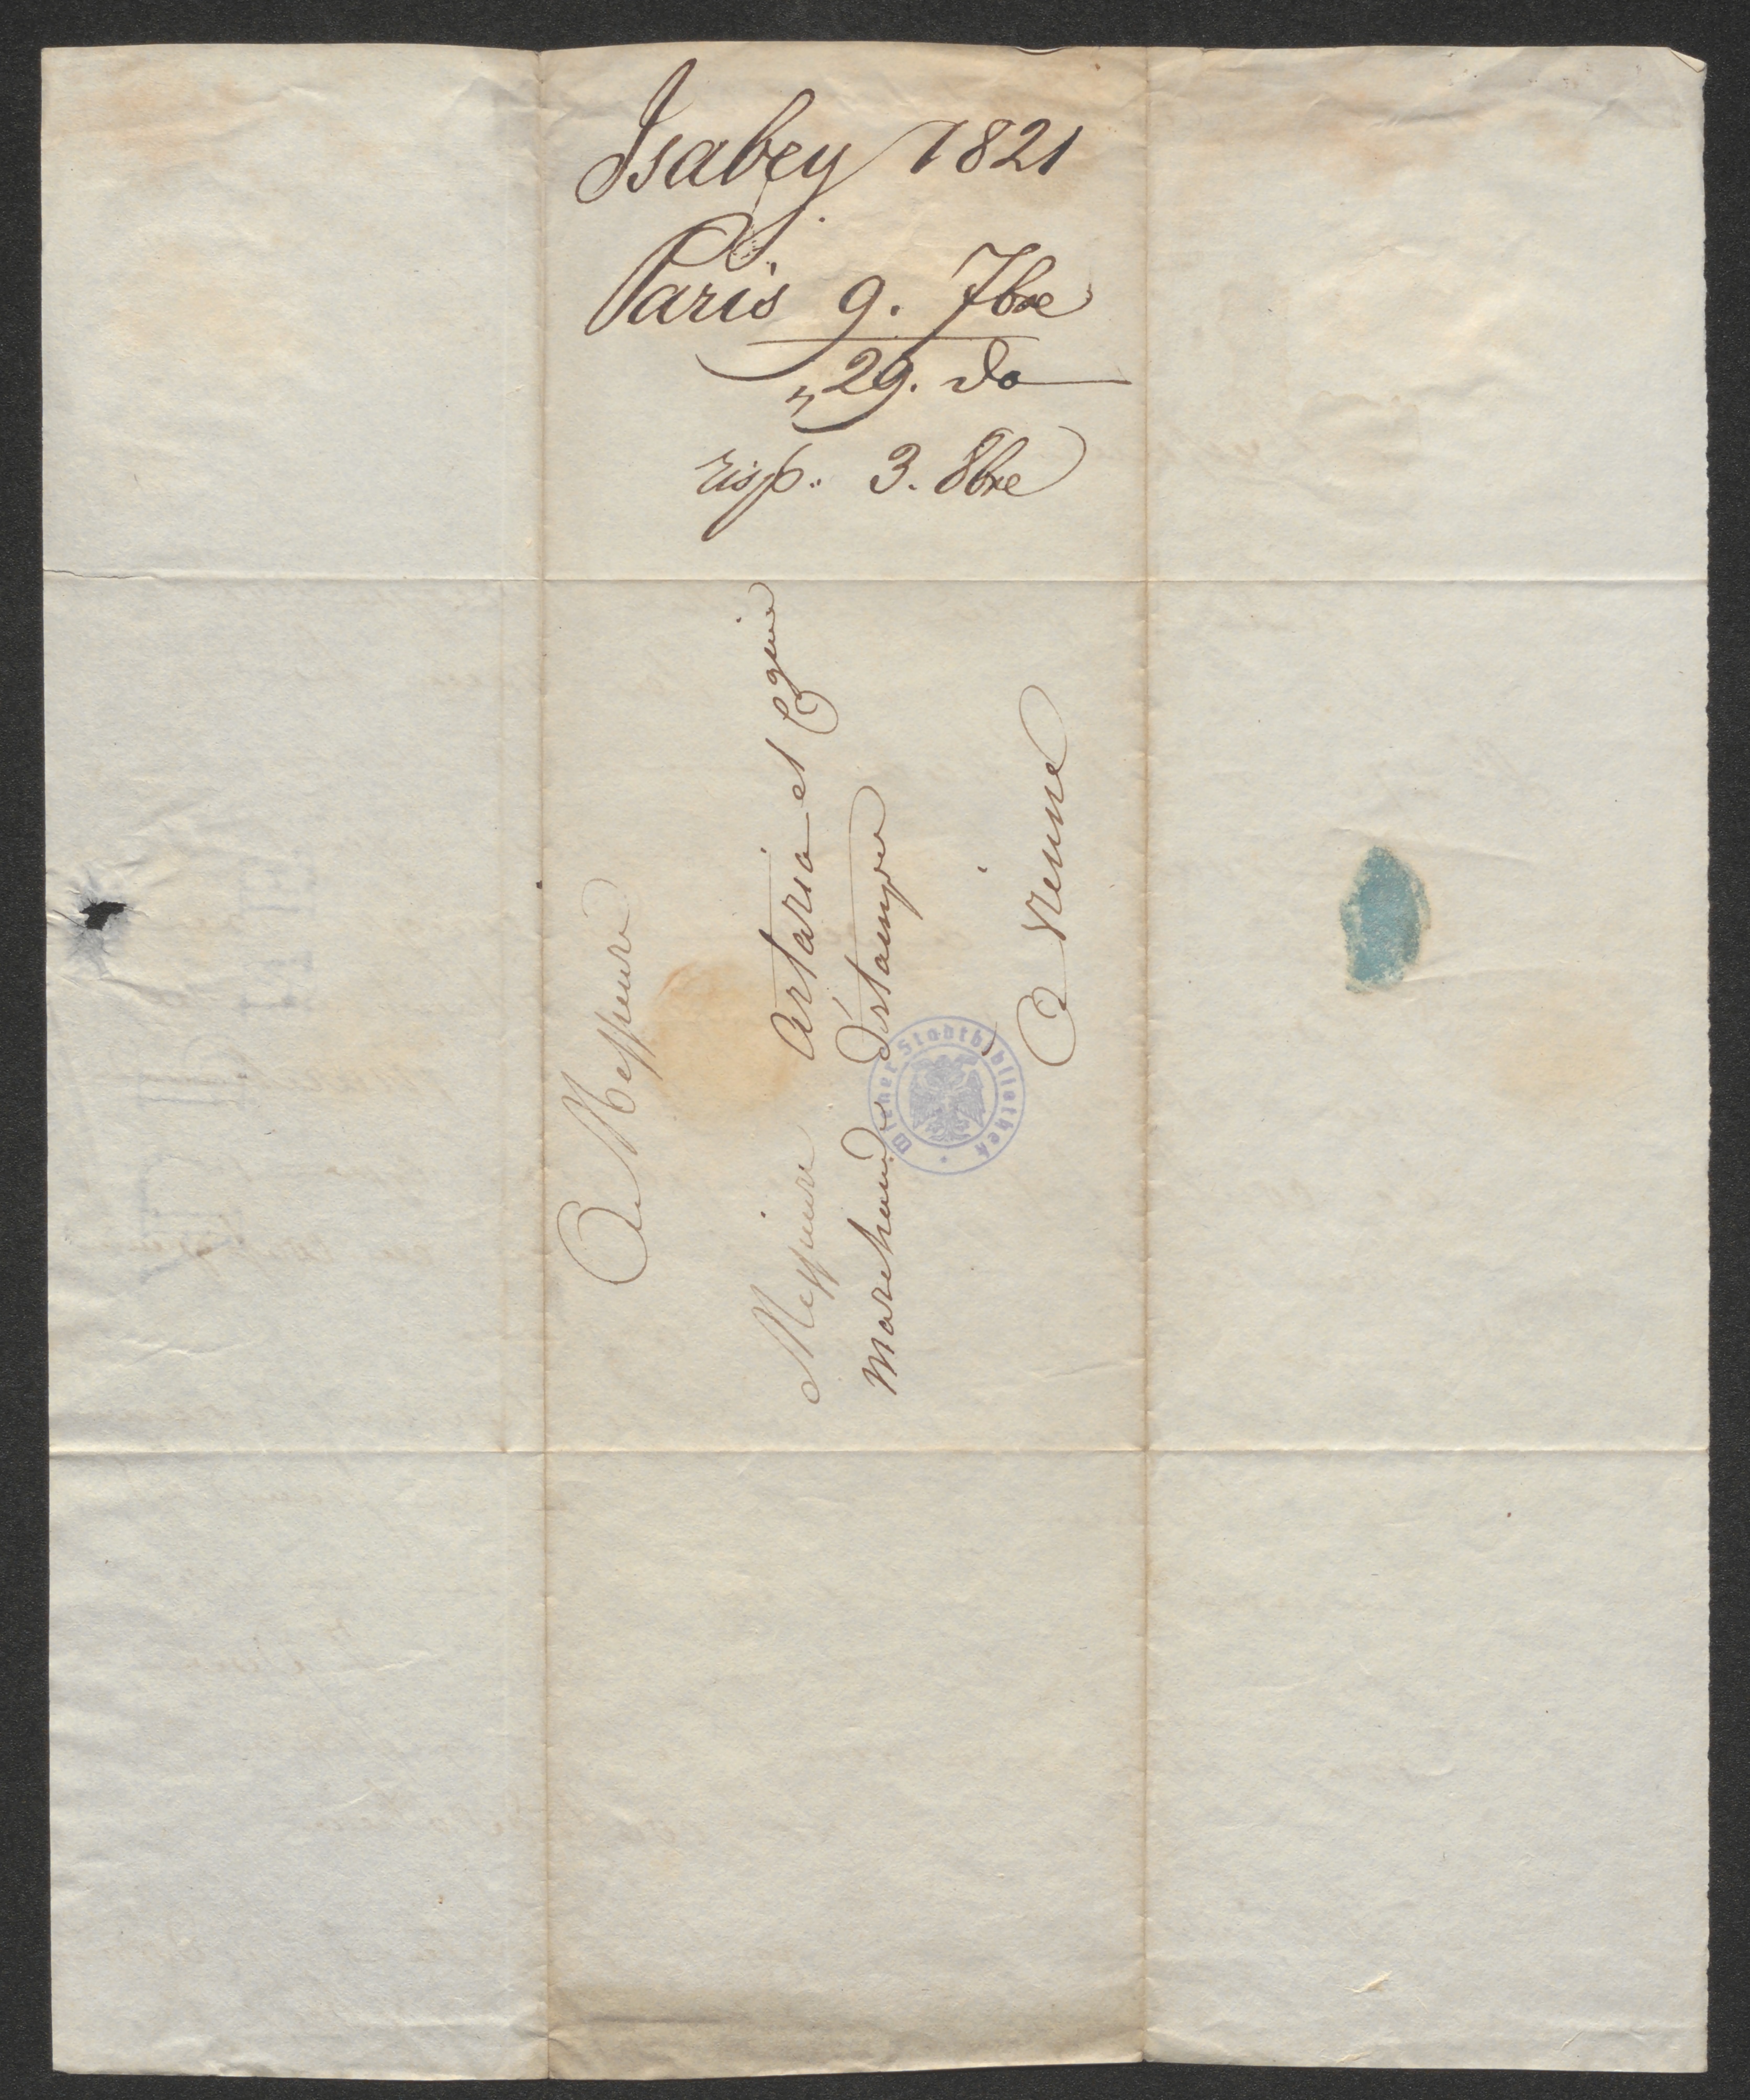 Isabey 1821
Paris 9. 7bre
" 29. do
risp. 3. 8bre
A Messieurs
Messieurs Artaria et Cgnie
Marchands d'Estampes
A Vienne
Wiener Stadtbibliothek